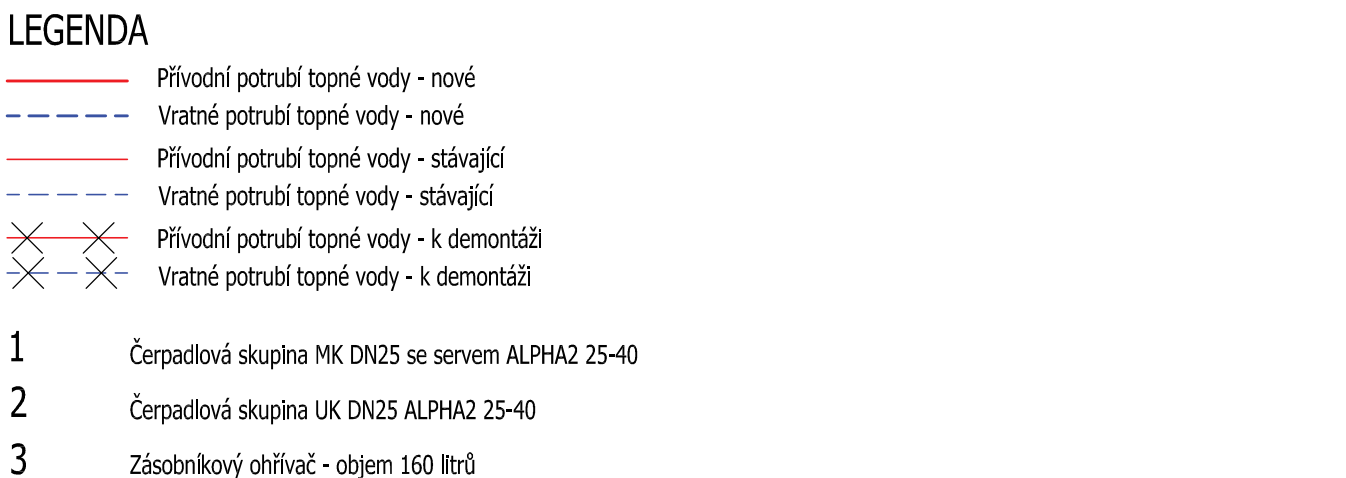 LEGENDA
Přívodní potrubí topné vody - nové
Vratné potrubí topné vody - nové
Přívodní potrubí topné vody - stávající
Vratné potrubí topné vody - stávající
Přívodní potrubí topné vody - k demontáži
Vratné potrubí topné vody - k demontáži
1 Čerpadlová skupina MK DN25 se servem ALPHA2 25-40
2 Čerpadlová skupina UK DN25 ALPHA2 25-40
3 Zásobníkový ohřívač - objem 160 litrů